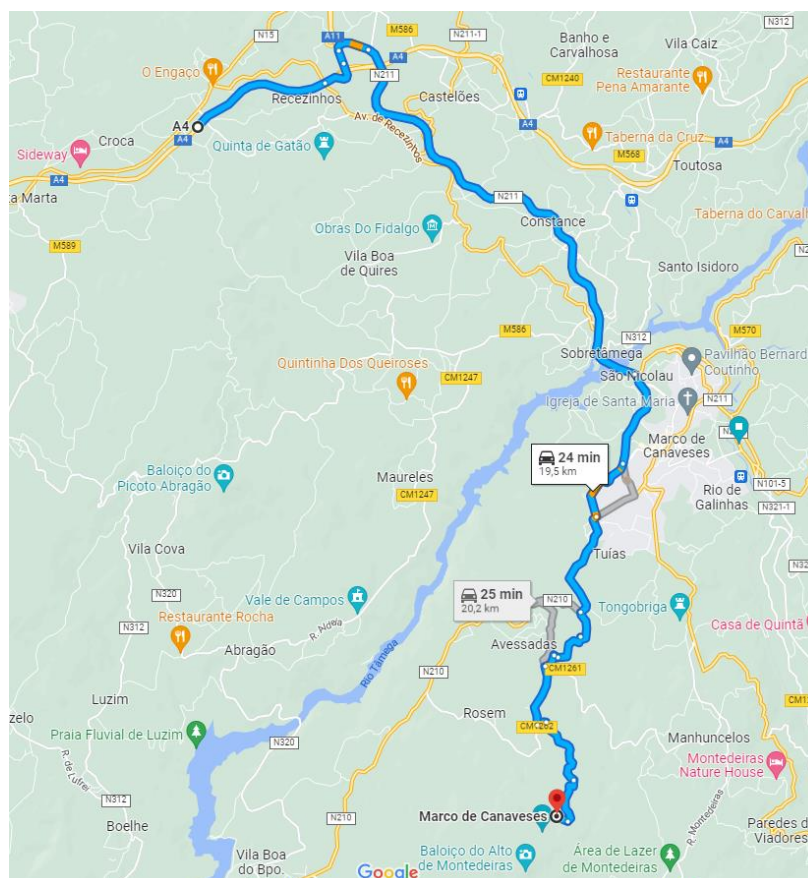 N15
A11
M586
N211-1
Banho e
Carvalhosa
Vila Caiz
N312
A4
O Engaço
N211
CM1240
Restaurante
Pena Amarante
Recezinhos
Castelões
A4
A4
Croca
Av. de Recezinhos
Quinta de Gatão
Taberna da Cruz
Sideway
M568
A4
A4
Toutosa
ta Marta
N211
Taberna do Carval
Constance
Obras Do Fidalgo
M589
Vila Boa
de Quires
Santo Isidoro
M586
N312
M570
Sobretâmega
Pavilhão Bernard
Coutinho
São Nicolau
Quintinha Dos Queiroses
CM1247
Igreja de Santa Maria
N211
Marco de
Canaveses
24 min
19,5 km
Baloiço do
Picoto Abragão
Maureles
CM1247
Rio de
Galinhas
N101-5
N321-1
Vila Cova
Tuías
N320
25 min
20,2 km
N210
Vale de Campos
Tongobriga
Restaurante Rocha
R. Aldeia
Casa de Quintã
N312
Abragão
Avessadas
Rio Tâmega
CM1261
N210
Luzim
Rosem
zelo
Praia Fluvial de Luzim
N320
Manhuncelos
R. de Lufrei
Montedeiras
Nature House
N312
Marco de Canaveses
Boelhe
N210
R. Montedeiras
Paredes d
Viadores
Vila Boa
do Bpo.
Baloiço do Alto
de Montedeiras
Área de Lazer
de Montedeiras
Google